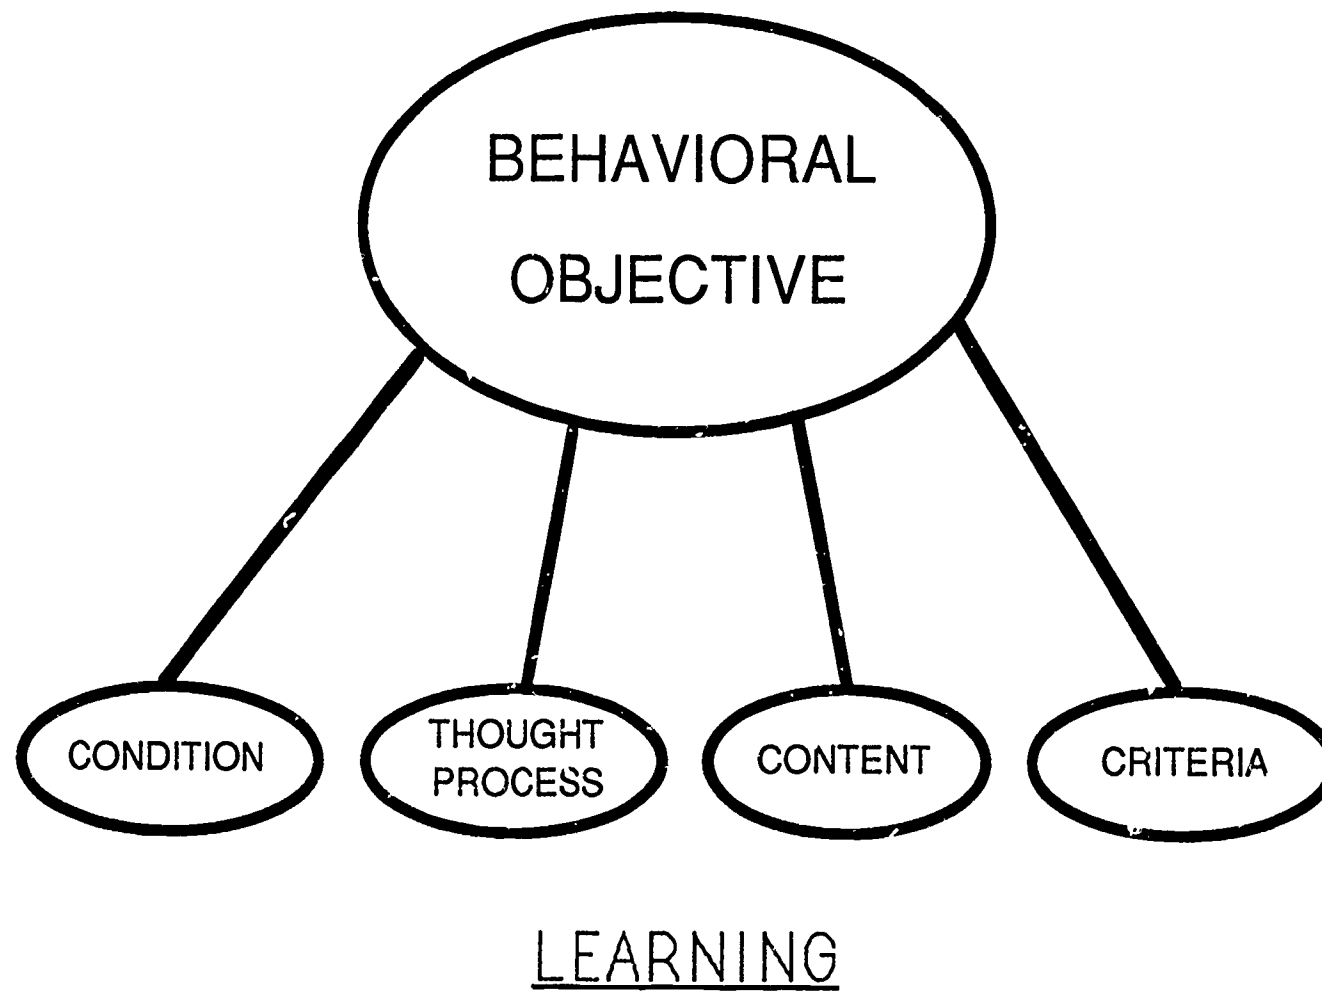 BEHAVIORAL
OBJECTIVE
CONDITION
THOUGHT
PROCESS
CONTENT
CRITERIA
LEARNING